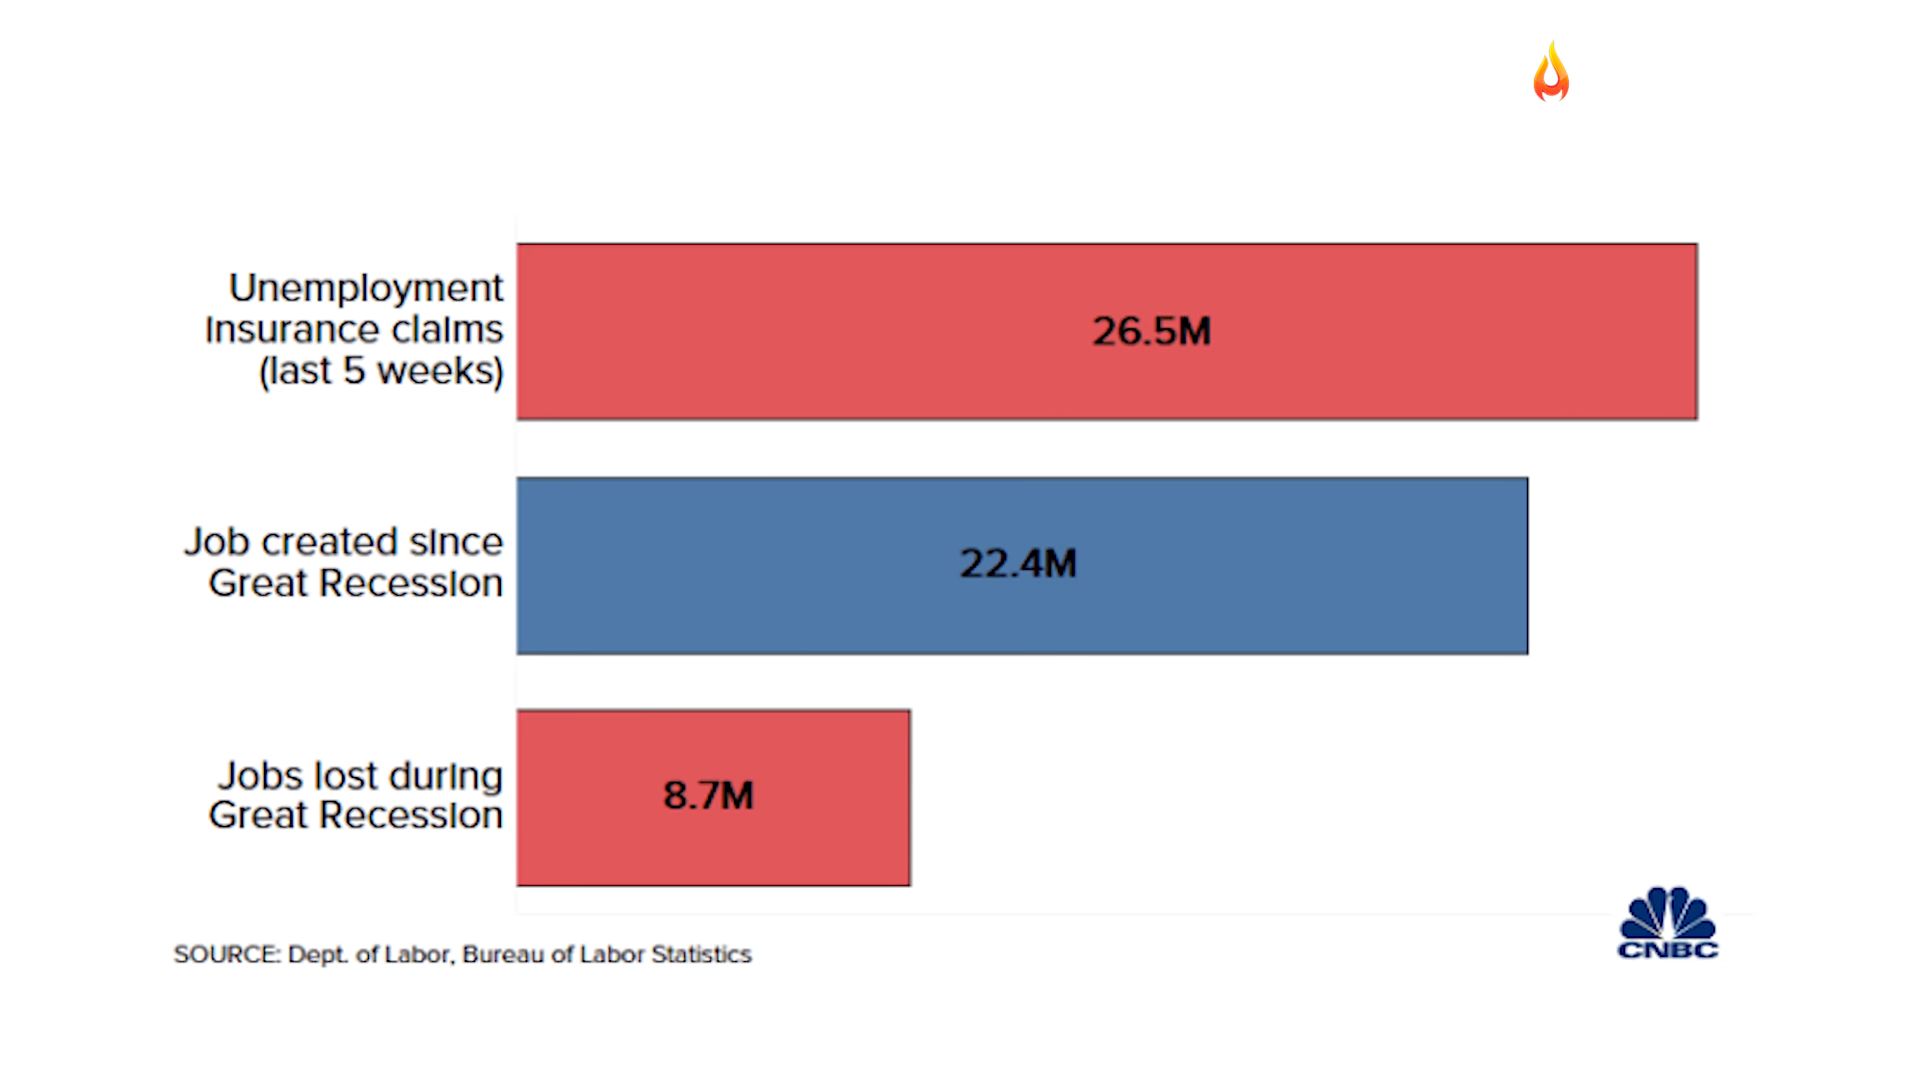 Unemployment
Insurance claims
(last 5 weeks)
26.5M
Job created since
Great Recession
22.4M
Jobs lost during
Great Recession
8.7M
SOURCE: Dept. of Labor, Bureau of Labor Statistics
CNBC